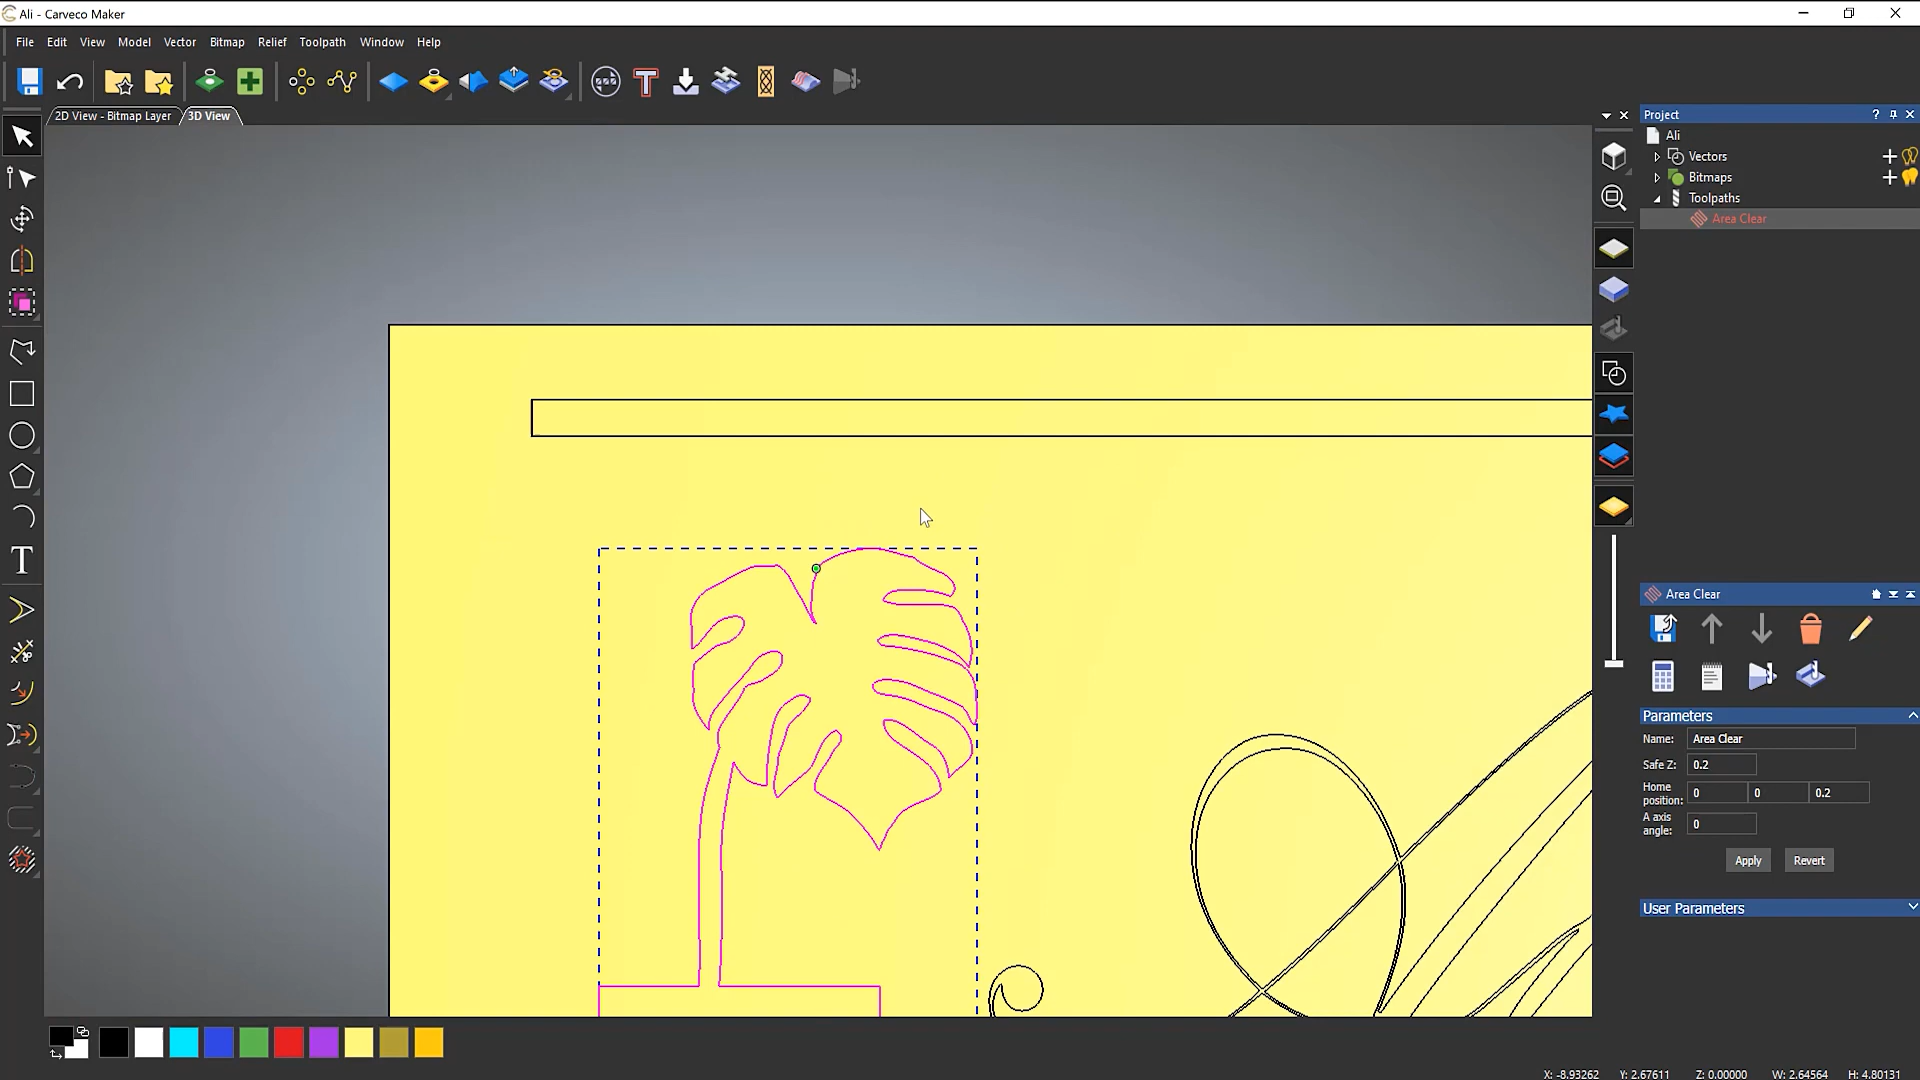 Ali - Carveco Maker
File Edit View Model Vector Bitmap Relief Toolpath Window Help
2D View - Bitmap Layer 3D View
Project
Ali
Vectors
Bitmaps
Toolpaths
Area Clear
Area Clear
Parameters
Name: Area Clear
Safe Z: 0.2
Home position: 0 0 0.2
A axis angle: 0
Apply Revert
User Parameters
X: -8.93262 Y: 2.67611 Z: 0.00000 W: 2.64564 H: 4.80131